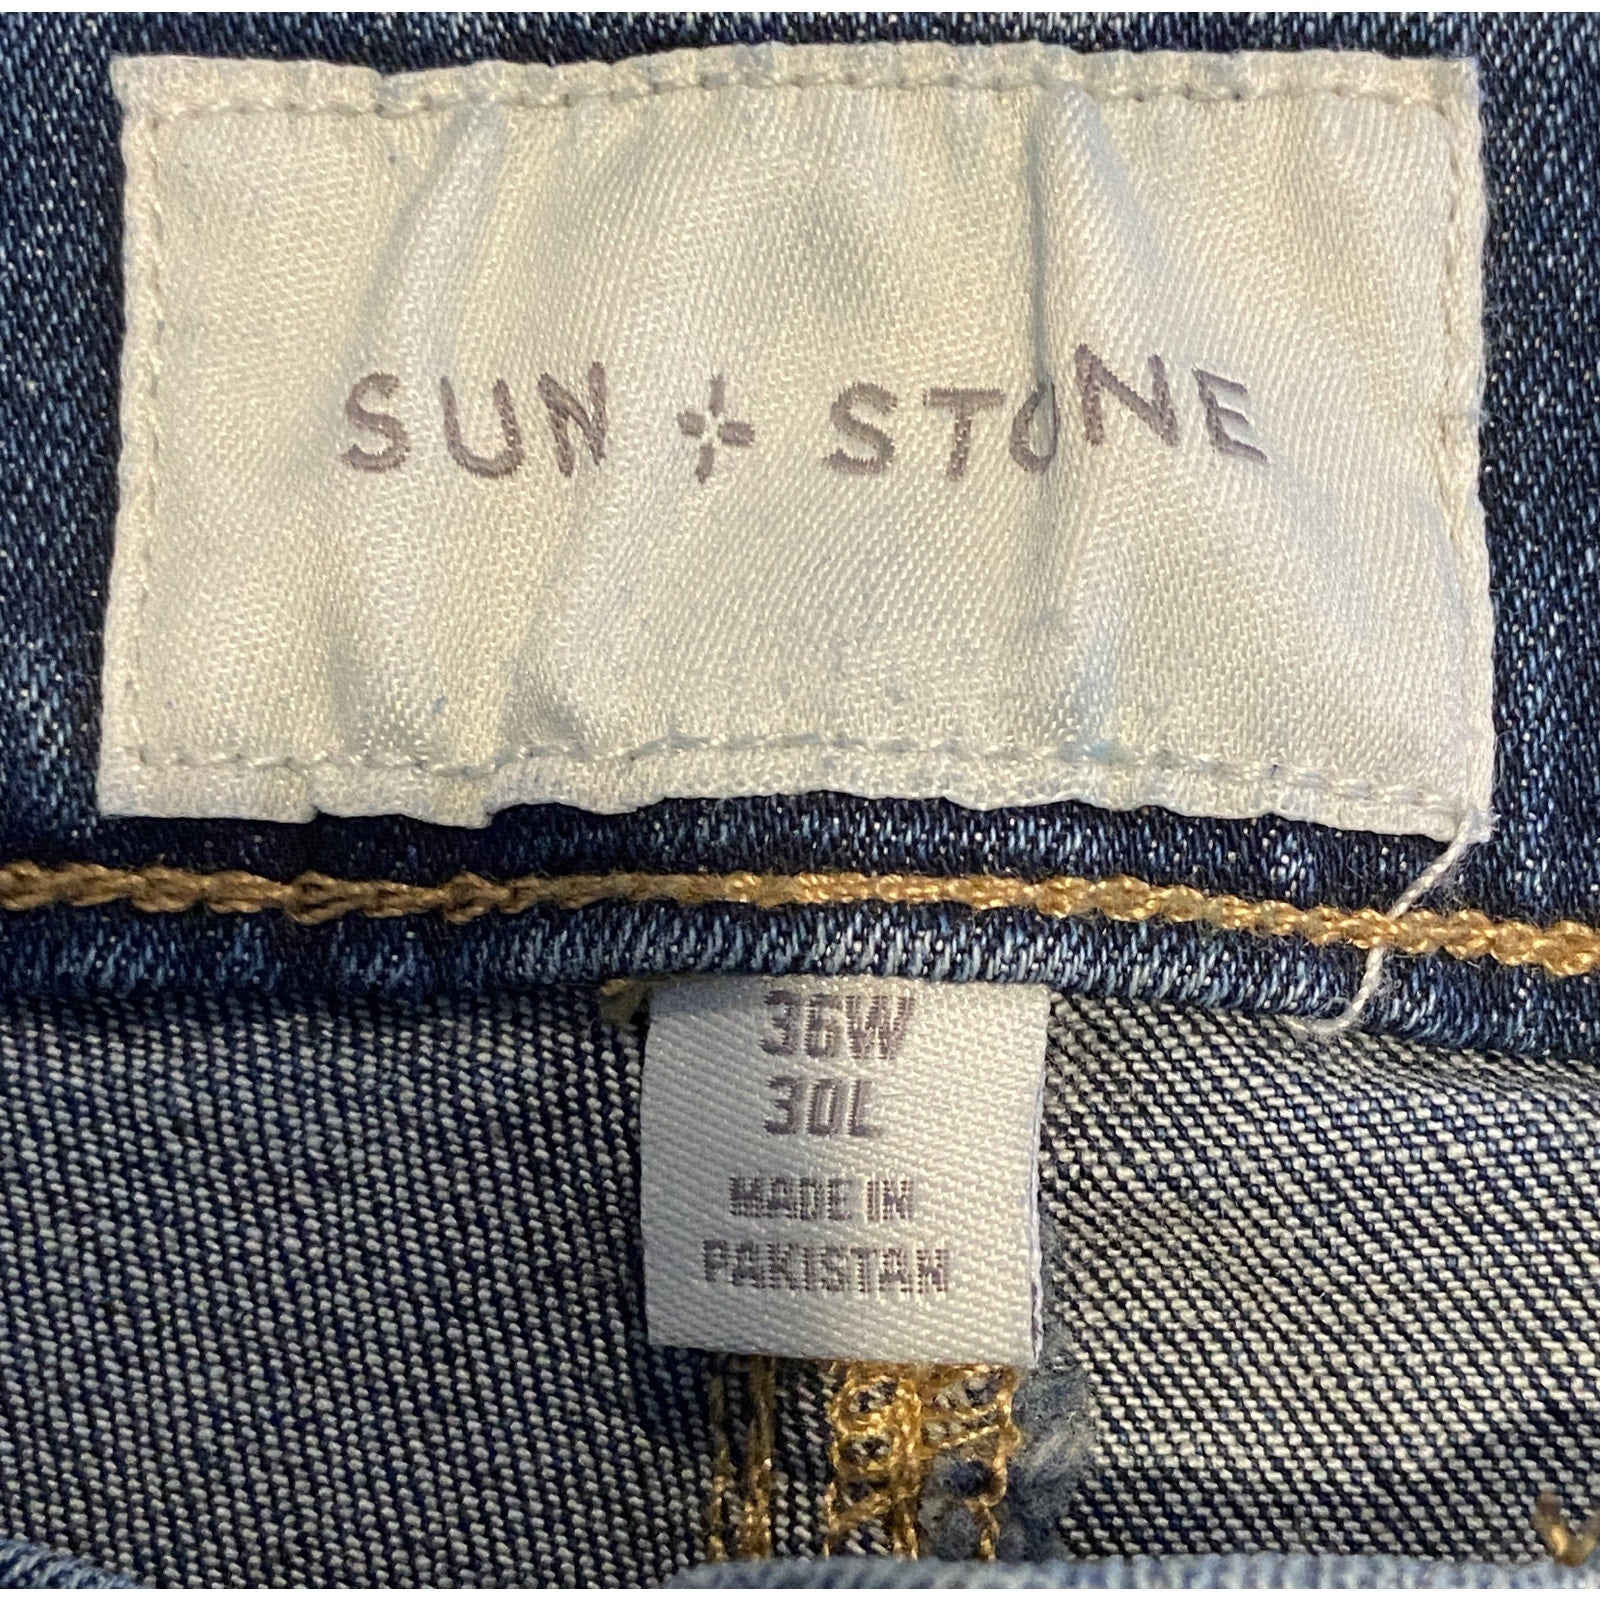 SUN + STONE
36W
30L
MADE IN
PAKISTAN